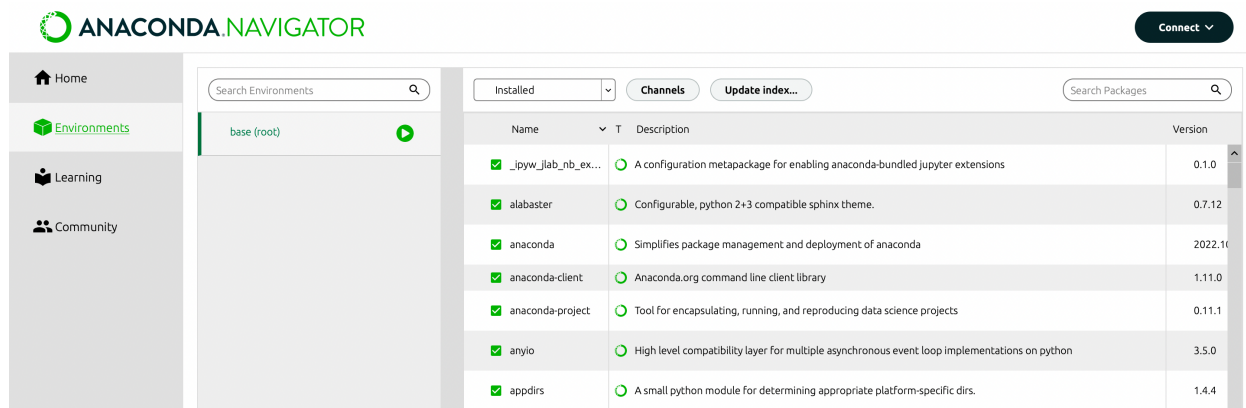 ANACONDA.NAVIGATOR
Connect
Home
Environments
Learning
Community
Search Environments
base (root)
Installed
Channels
Update index...
Search Packages
Name T Description Version
_ipyw_jlab_nb_ex... A configuration metapackage for enabling anaconda-bundled jupyter extensions 0.1.0
alabaster Configurable, python 2+3 compatible sphinx theme. 0.7.12
anaconda Simplifies package management and deployment of anaconda 2022.10
anaconda-client Anaconda.org command line client library 1.11.0
anaconda-project Tool for encapsulating, running, and reproducing data science projects 0.11.1
anyio High level compatibility layer for multiple asynchronous event loop implementations on python 3.5.0
appdirs A small python module for determining appropriate platform-specific dirs. 1.4.4